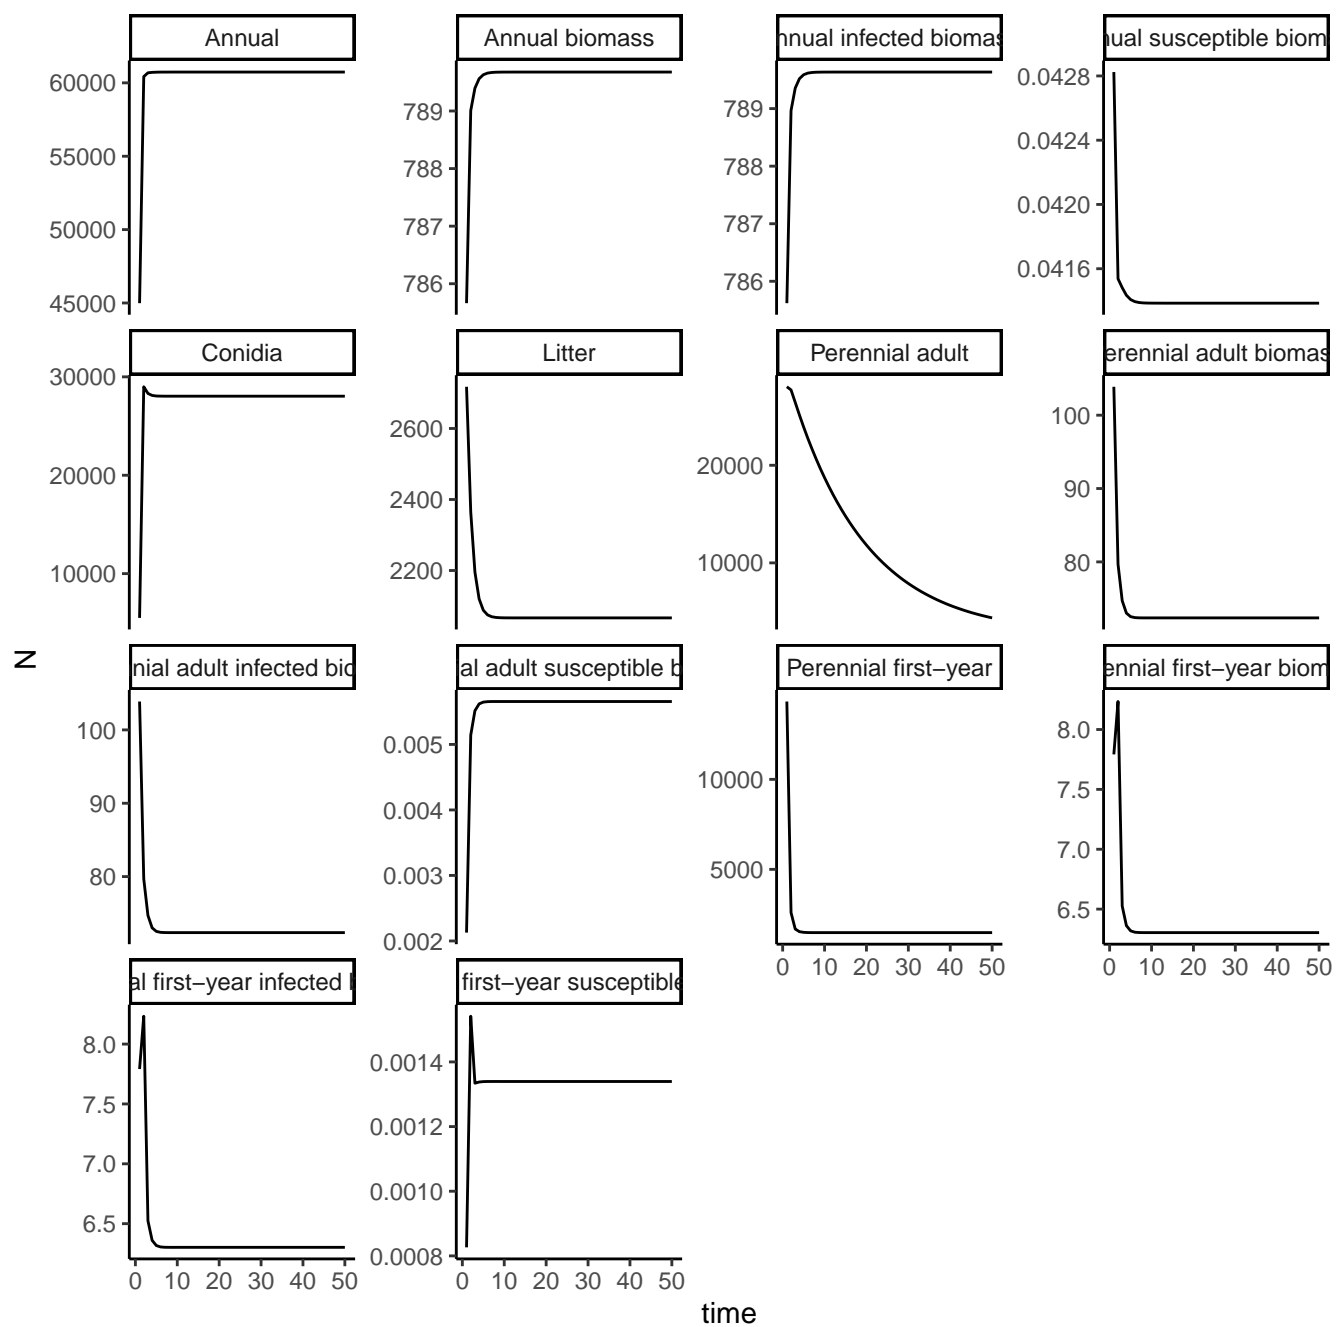 Annual
Annual biomass
nnual infected biomas
nual susceptible biom
60000
55000
50000
45000
789
788
787
786
789
788
787
786
0.0428
0.0424
0.0420
0.0416
Conidia
Litter
Perennial adult
erennial adult biomas
30000
20000
10000
2600
2400
2200
20000
10000
100
90
80
N
nial adult infected bio
al adult susceptible b
Perennial first−year
ennial first−year biom
100
90
80
0.005
0.004
0.003
0.002
10000
5000
8.0
7.5
7.0
6.5
0 10 20 30 40 50
0 10 20 30 40 50
al first−year infected b
first−year susceptible
8.0
7.5
7.0
6.5
0.0014
0.0012
0.0010
0.0008
0 10 20 30 40 50
0 10 20 30 40 50
time